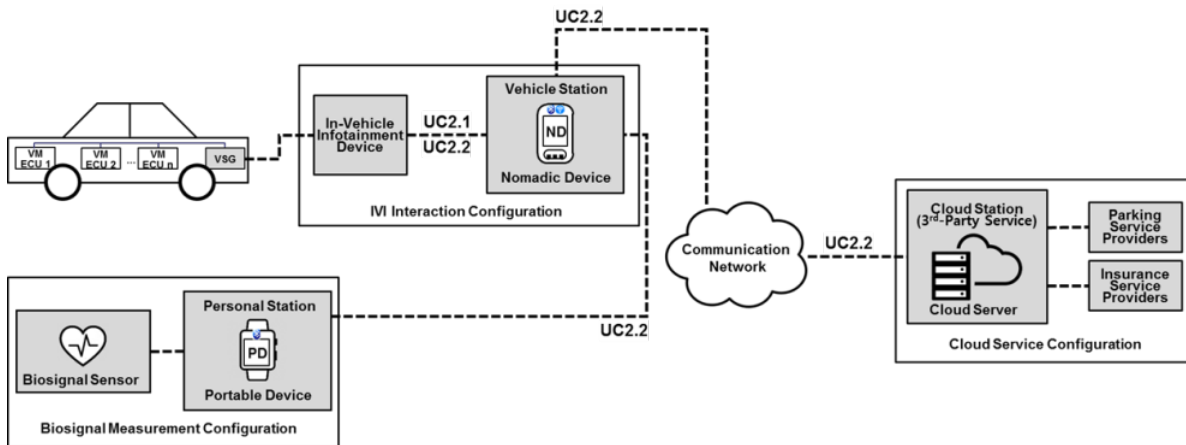 UC2.2
VM
ECU 1
VM
ECU 2
...
VM
ECU n
VSG
In-Vehicle
Infotainment
Device
UC2.1
UC2.2
Vehicle Station
ND
Nomadic Device
IVI Interaction Configuration
Communication
Network
UC2.2
Cloud Station
(3rd-Party Service)
Cloud Server
Parking
Service
Providers
Insurance
Service
Providers
Cloud Service Configuration
UC2.2
Biosignal Sensor
Personal Station
PD
Portable Device
Biosignal Measurement Configuration